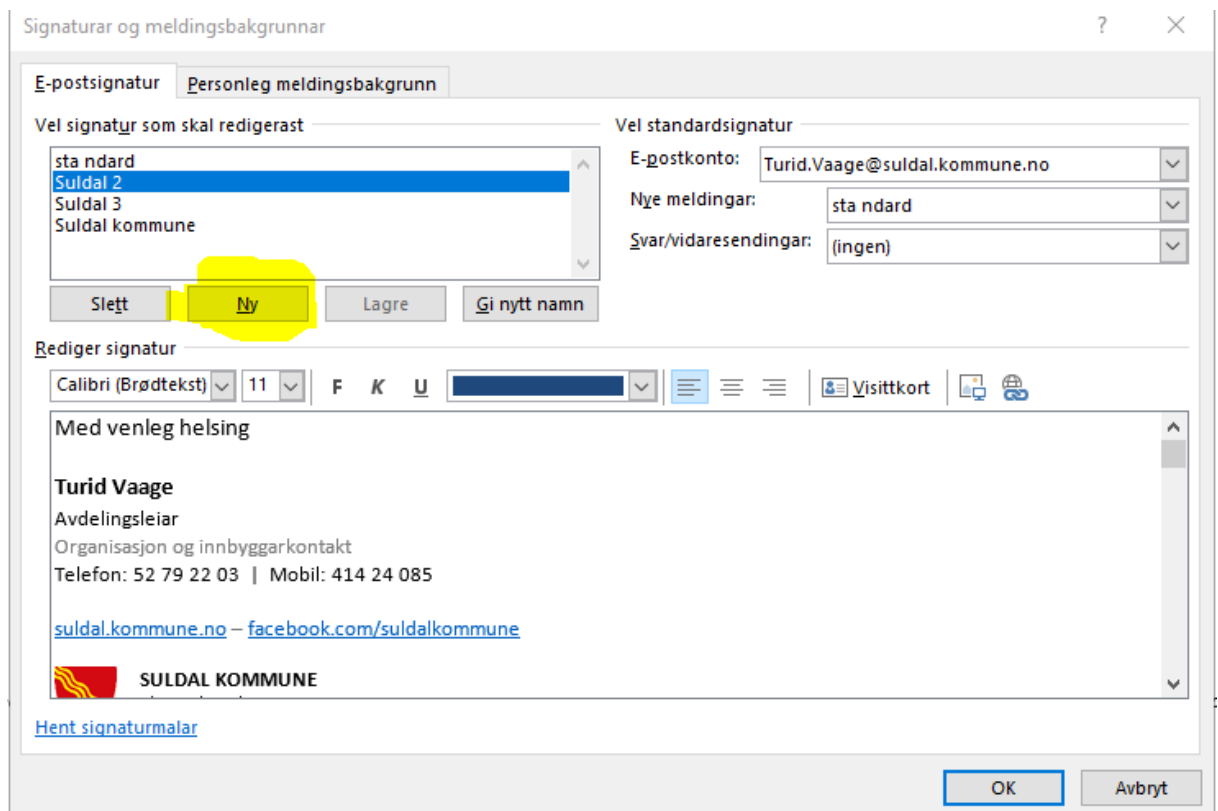 Signaturar og meldingsbakgrunnar ?
E-postsignatur Personleg meldingsbakgrunn
Vel signatur som skal redigerast
sta ndard
Suldal 2
Suldal 3
Suldal kommune
Slett Ny Lagre Gi nytt namn
Vel standardsignatur
E-postkonto: Turid.Vaage@suldal.kommune.no
Nye meldingar: sta ndard
Svar/vidaresendingar: (ingen)
Rediger signatur
Calibri (Brødtekst) 11 F K U Visittkort
Med venleg helsing
Turid Vaage
Avdelingsleiar
Organisasjon og innbyggarkontakt
Telefon: 52 79 22 03 | Mobil: 414 24 085
suldal.kommune.no – facebook.com/suldalkommune
SULDAL KOMMUNE
Hent signaturmalar
OK Avbryt